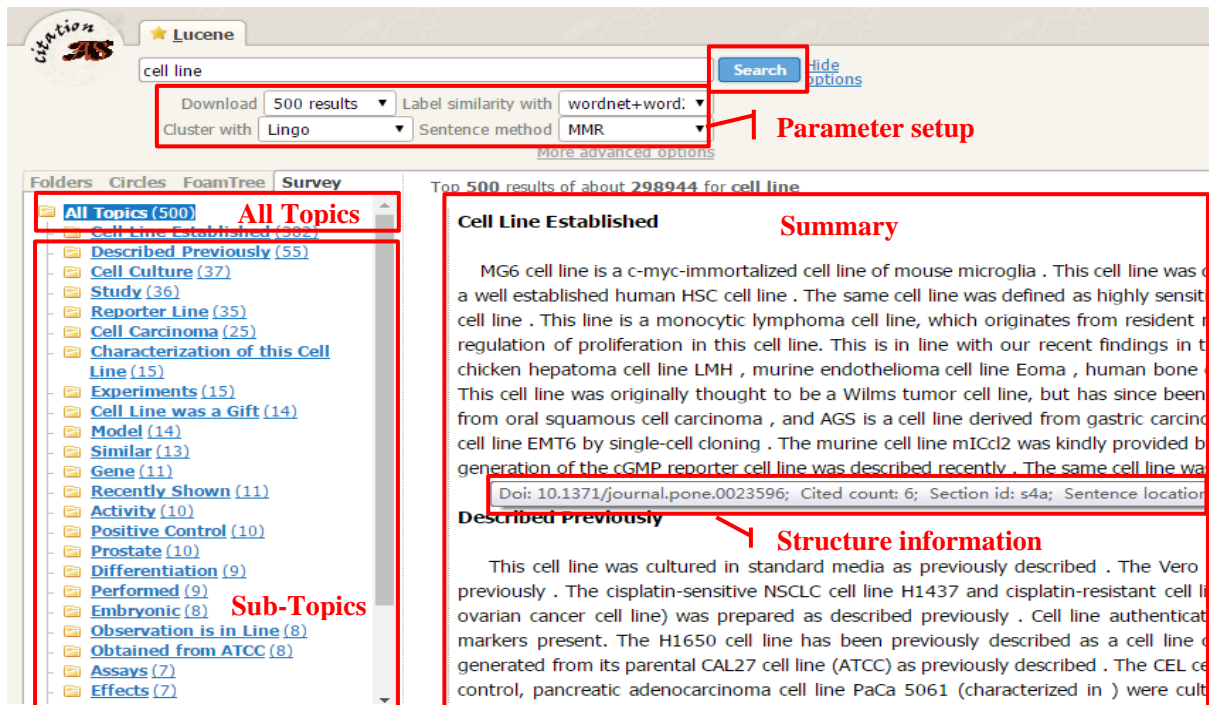 citation
AS
Lucene
cell line
Search
Hide options
Download 500 results Label similarity with wordnet+word2
Cluster with Lingo Sentence method MMR
Parameter setup
More advanced options
Folders Circles FoamTree Survey
Top 500 results of about 298944 for cell line
All Topics (500)
All Topics
Cell Line Established (302)
Described Previously (55)
Cell Culture (37)
Study (36)
Reporter Line (35)
Cell Carcinoma (25)
Characterization of this Cell
Line (15)
Experiments (15)
Cell Line was a Gift (14)
Model (14)
Similar (13)
Gene (11)
Recently Shown (11)
Activity (10)
Positive Control (10)
Prostate (10)
Differentiation (9)
Performed (9)
Embryonic (8)
Sub-Topics
Observation is in Line (8)
Obtained from ATCC (8)
Assays (7)
Effects (7)
Cell Line Established
Summary
MG6 cell line is a c-myc-immortalized cell line of mouse microglia . This cell line was
a well established human HSC cell line . The same cell line was defined as highly sensiti
cell line . This line is a monocytic lymphoma cell line, which originates from resident
regulation of proliferation in this cell line. This is in line with our recent findings in t
chicken hepatoma cell line LMH , murine endothelioma cell line Eoma , human bone
This cell line was originally thought to be a Wilms tumor cell line, but has since been
from oral squamous cell carcinoma , and AGS is a cell line derived from gastric carcino
cell line EMT6 by single-cell cloning . The murine cell line mICcl2 was kindly provided b
generation of the cGMP reporter cell line was described recently . The same cell line was
Doi: 10.1371/journal.pone.0023596; Cited count: 6; Section id: s4a; Sentence location
Described Previously
Structure information
This cell line was cultured in standard media as previously described . The Vero
previously . The cisplatin-sensitive NSCLC cell line H1437 and cisplatin-resistant cell li
ovarian cancer cell line) was prepared as described previously . Cell line authenticat
markers present. The H1650 cell line has been previously described as a cell line
generated from its parental CAL27 cell line (ATCC) as previously described . The CEL ce
control, pancreatic adenocarcinoma cell line PaCa 5061 (characterized in ) were cult